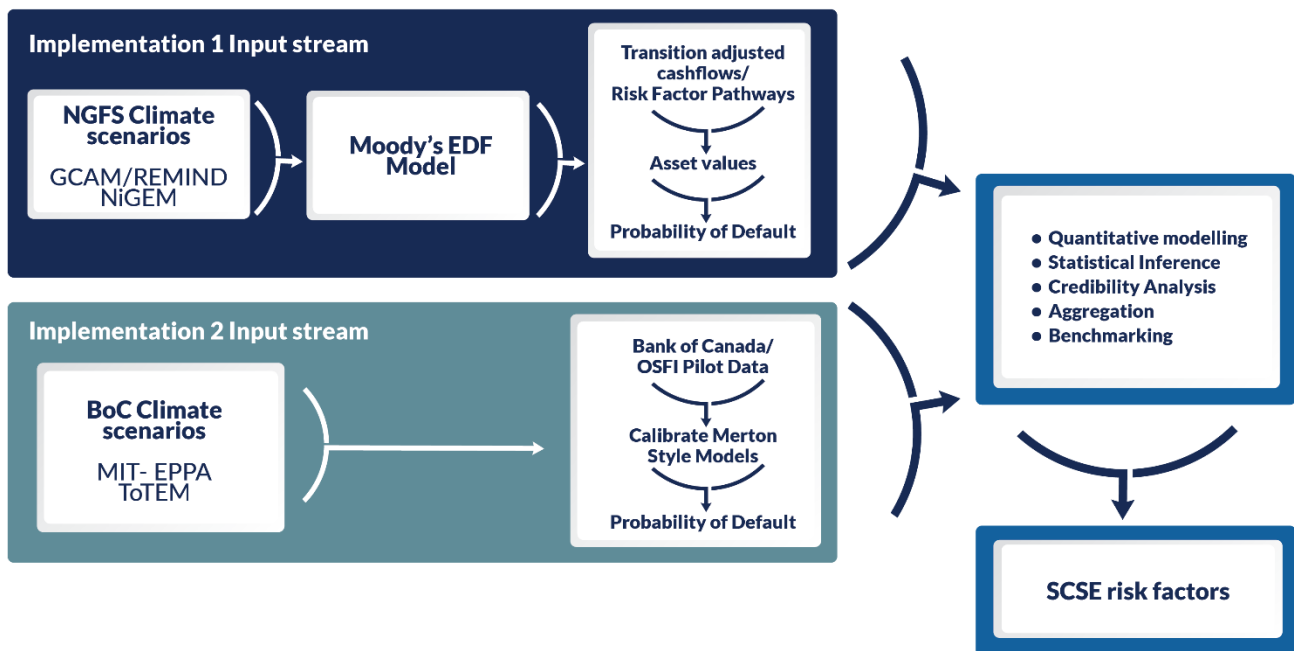 Implementation 1 Input stream
NGFS Climate
scenarios
GCAM/REMIND
NiGEM
Moody's EDF
Model
Transition adjusted
cashflows/
Risk Factor Pathways
Asset values
Probability of Default
Implementation 2 Input stream
BoC Climate
scenarios
MIT- EPPA
ToTEM
Bank of Canada/
OSFI Pilot Data
Calibrate Merton
Style Models
Probability of Default
• Quantitative modelling
• Statistical Inference
• Credibility Analysis
• Aggregation
• Benchmarking
SCSE risk factors